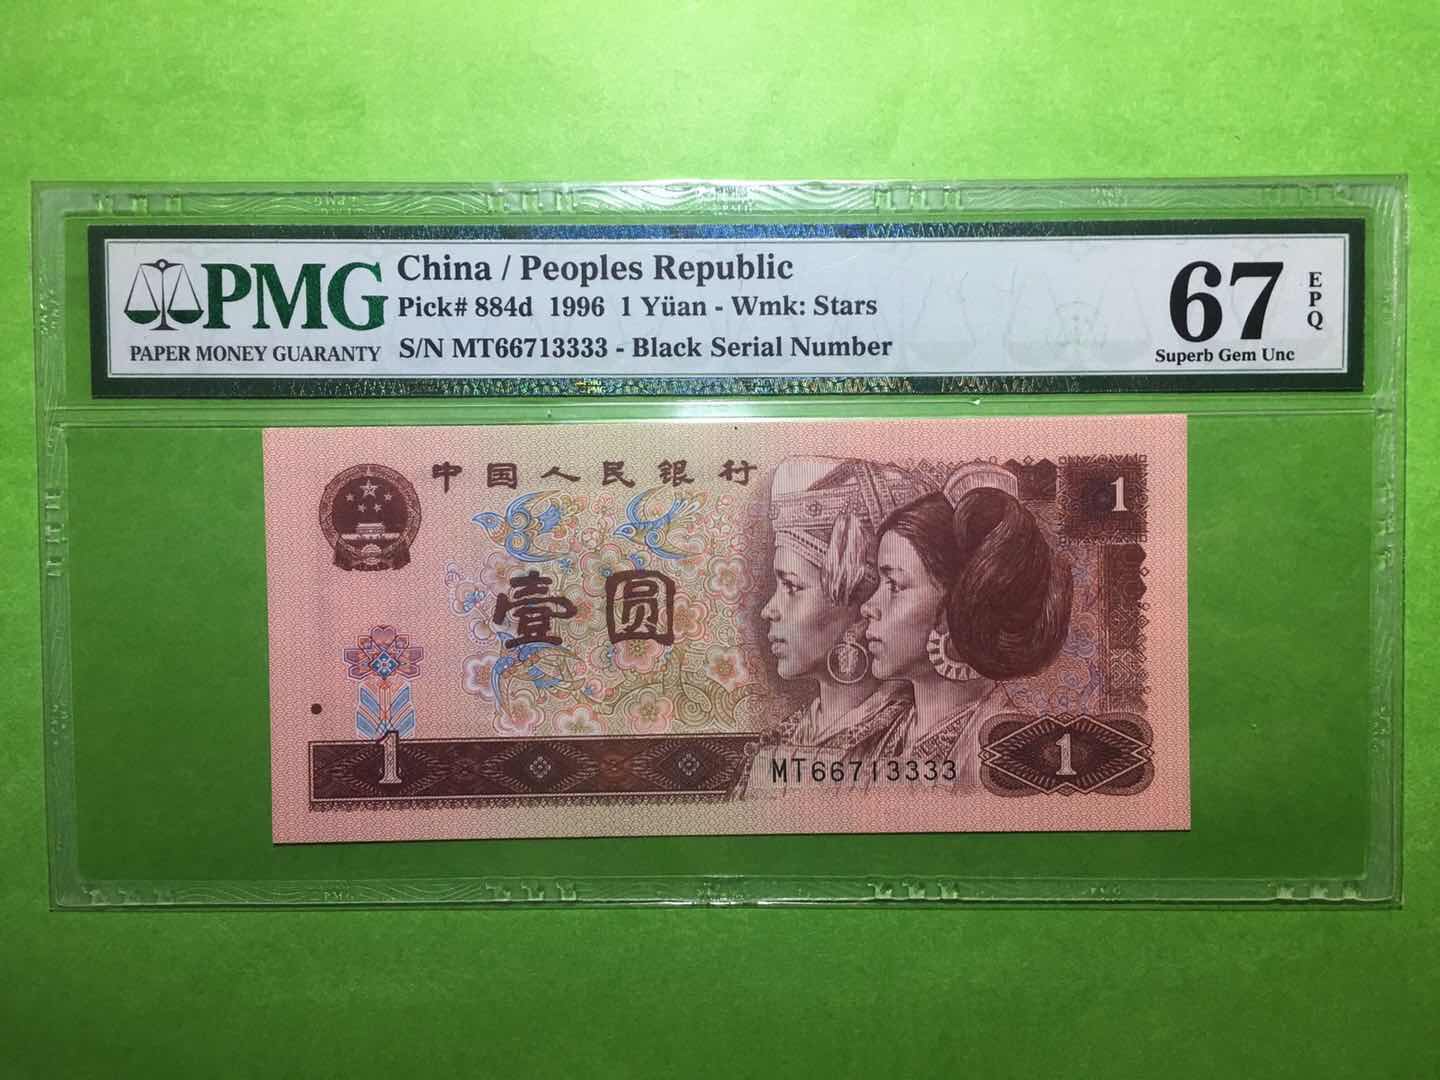 PMG
PAPER MONEY GUARANTY
China / Peoples Republic
Pick# 884d 1996 1 Yüan - Wmk: Stars
S/N MT66713333 - Black Serial Number
67
EPQ
Superb Gem Unc
中国人民银行
1
壹圆
1
MT66713333
1